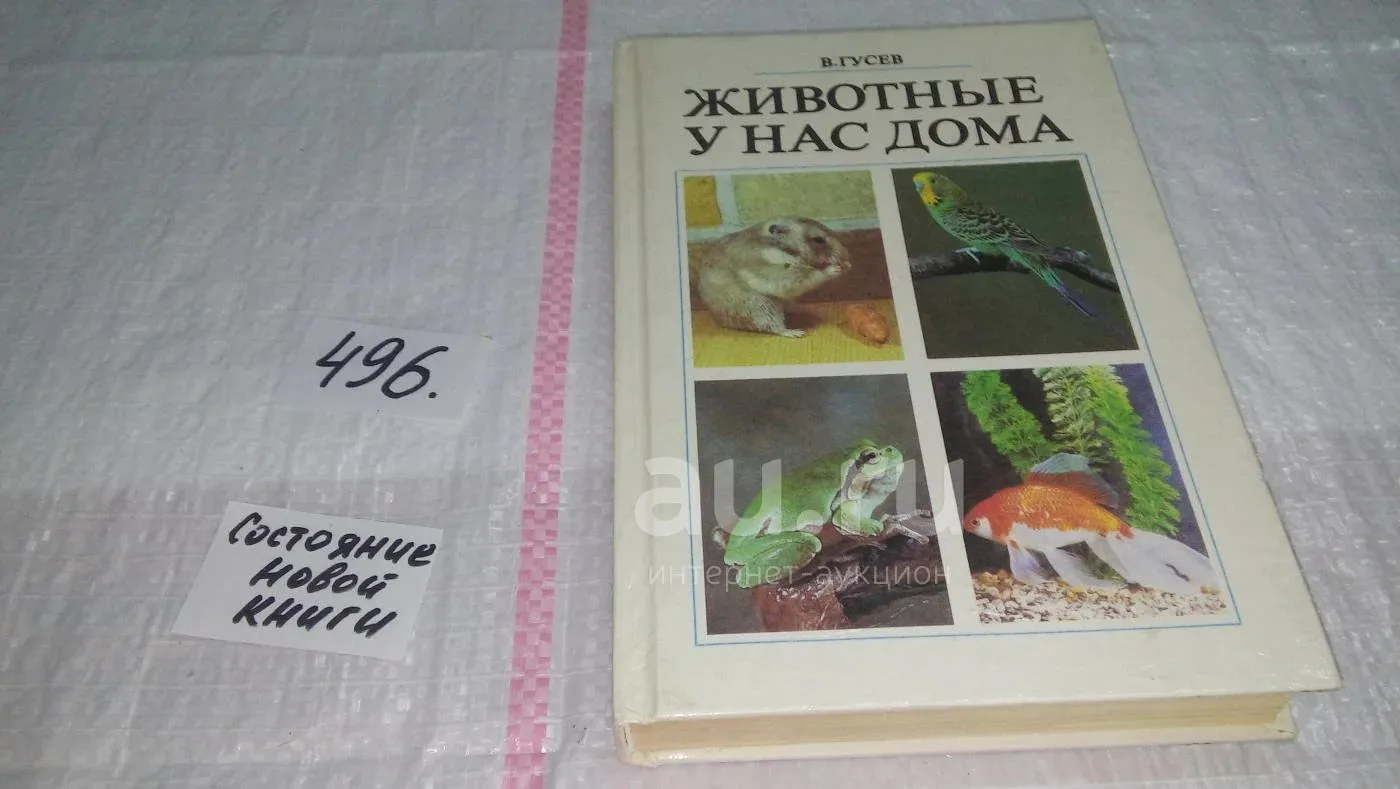 В.ГУСЕВ
ЖИВОТНЫЕ
У НАС ДОМА
496.
Состояние
новой
книги
au.ru
интернет-аукцион